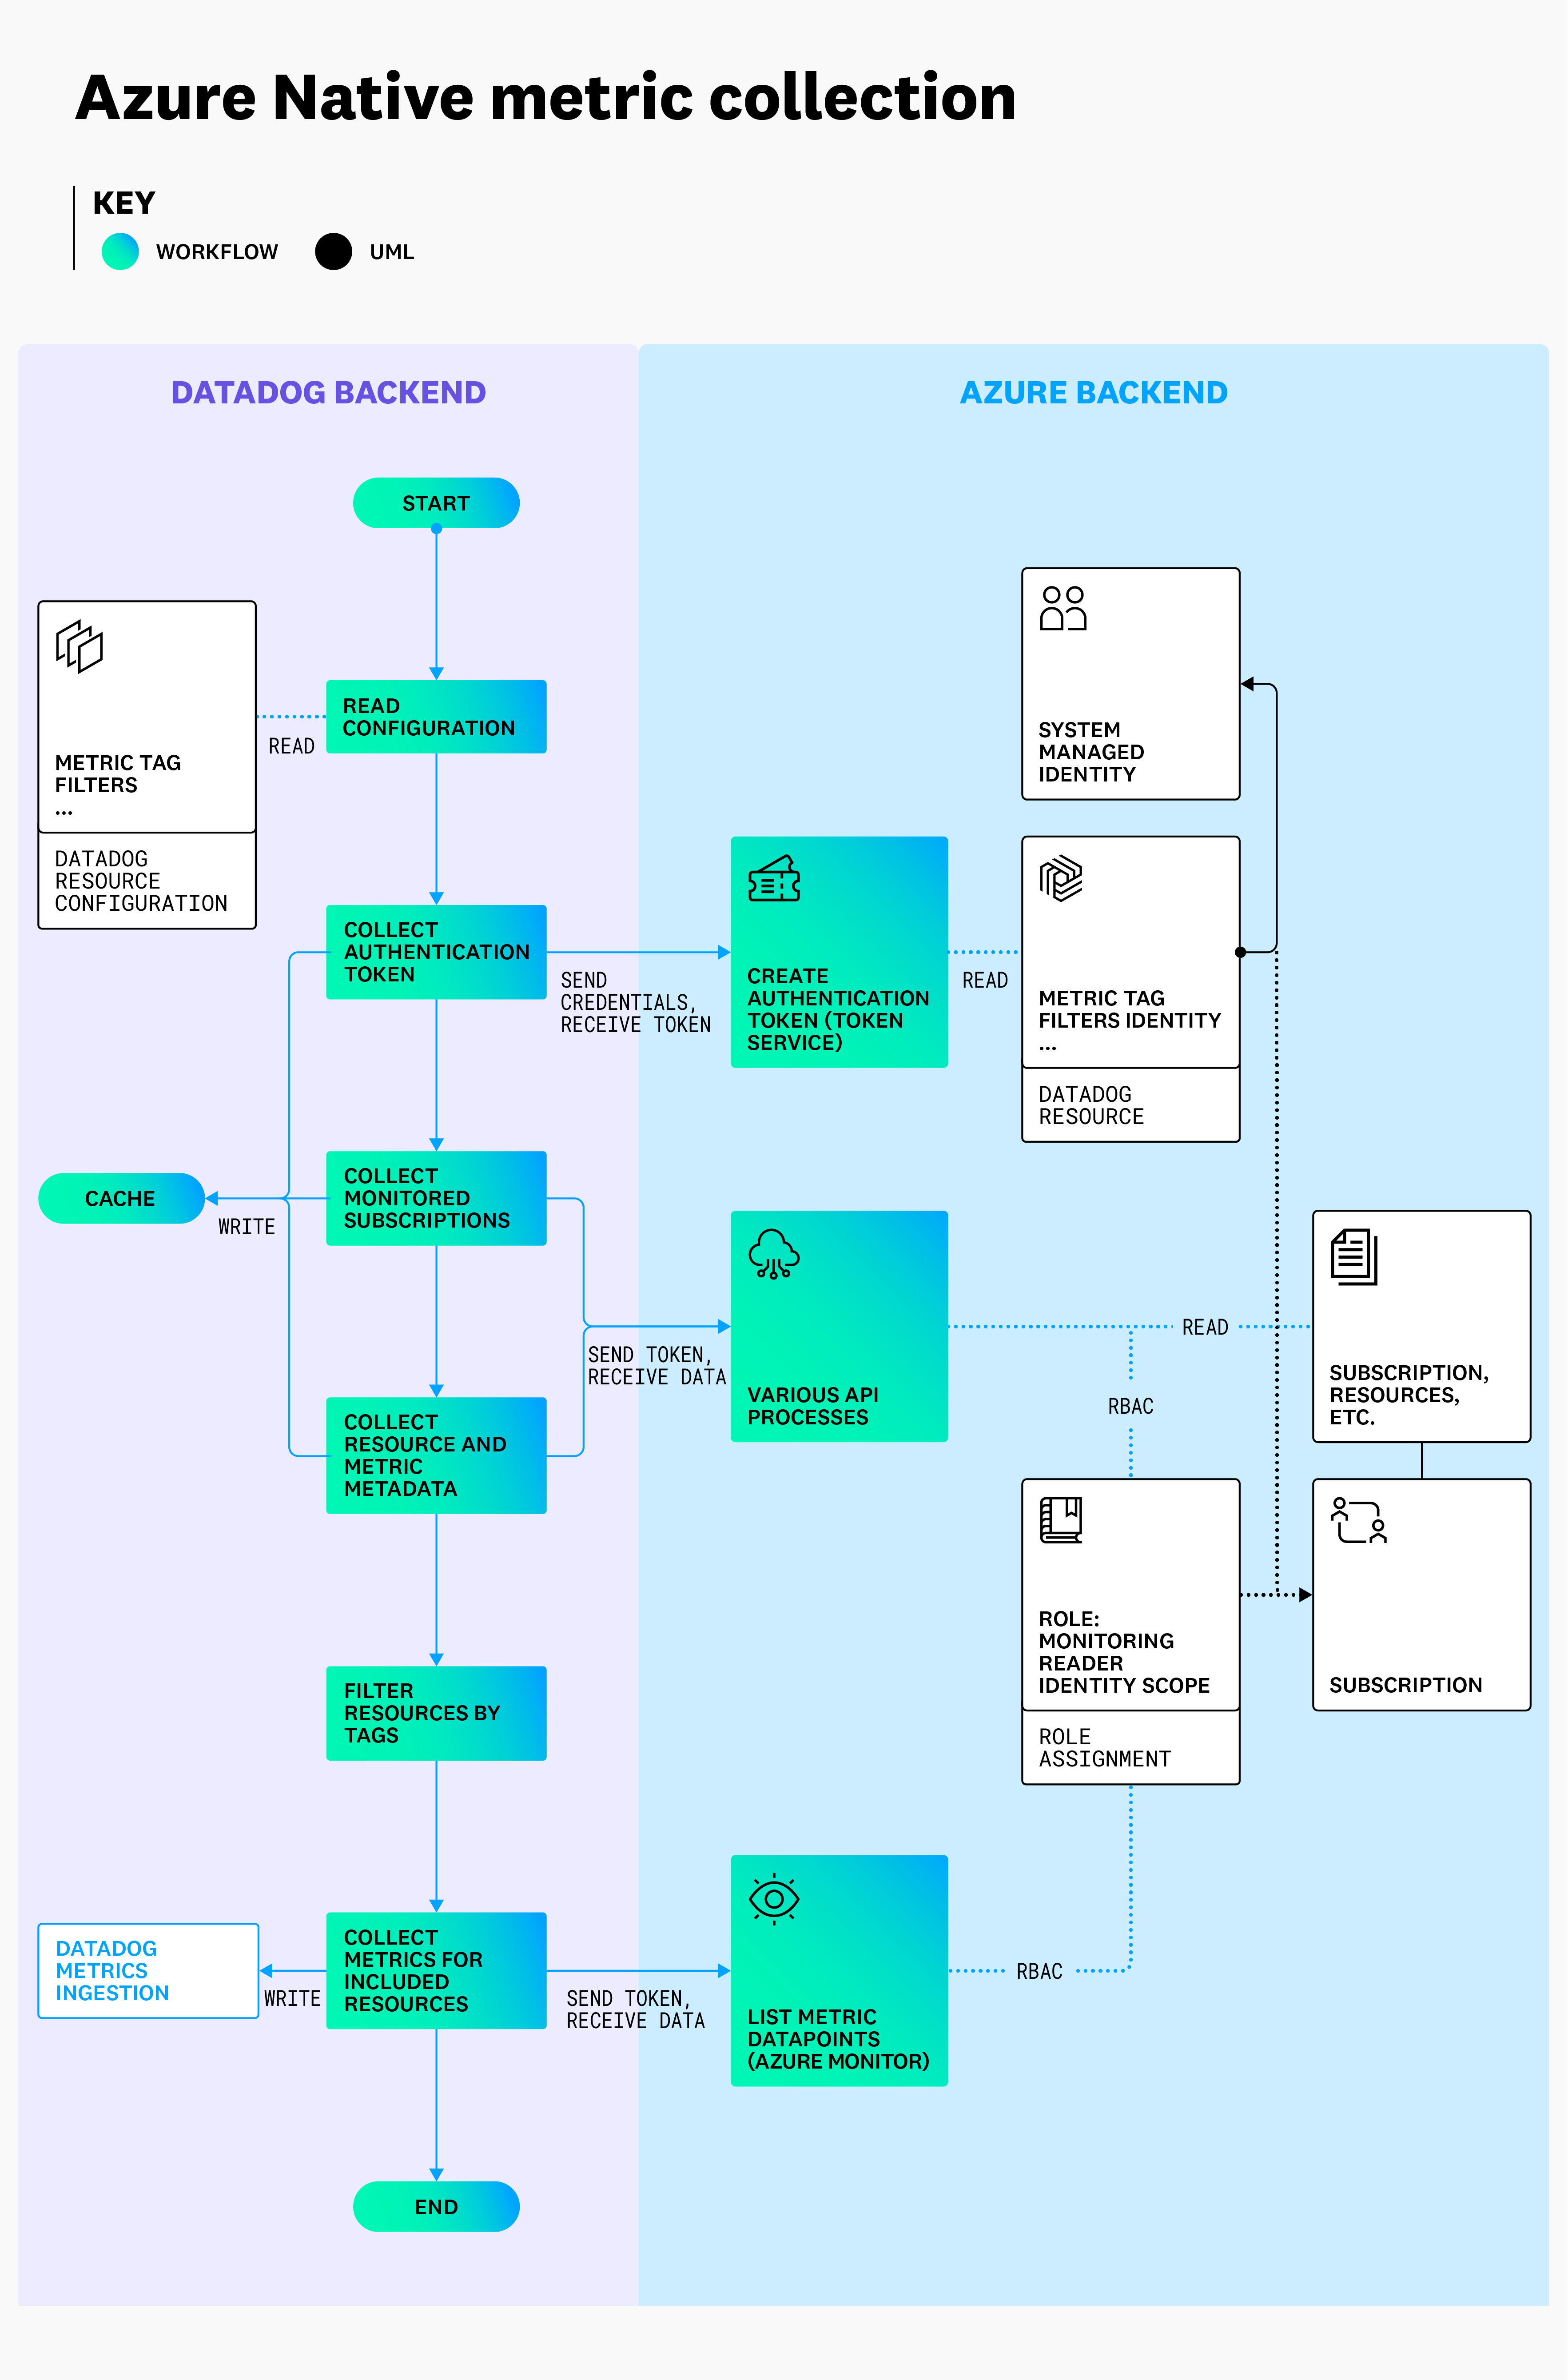 Azure Native metric collection
KEY
WORKFLOW
UML
DATADOG BACKEND
AZURE BACKEND
START
METRIC TAG
FILTERS
...
DATADOG
RESOURCE
CONFIGURATION
READ
READ
CONFIGURATION
SYSTEM
MANAGED
IDENTITY
COLLECT
AUTHENTICATION
TOKEN
SEND
CREDENTIALS,
RECEIVE TOKEN
CREATE
AUTHENTICATION
TOKEN (TOKEN
SERVICE)
READ
METRIC TAG
FILTERS IDENTITY
...
DATADOG
RESOURCE
CACHE
WRITE
COLLECT
MONITORED
SUBSCRIPTIONS
SEND TOKEN,
RECEIVE DATA
VARIOUS API
PROCESSES
READ
RBAC
SUBSCRIPTION,
RESOURCES,
ETC.
COLLECT
RESOURCE AND
METRIC
METADATA
ROLE:
MONITORING
READER
IDENTITY SCOPE
ROLE
ASSIGNMENT
SUBSCRIPTION
FILTER
RESOURCES BY
TAGS
DATADOG
METRICS
INGESTION
WRITE
COLLECT
METRICS FOR
INCLUDED
RESOURCES
SEND TOKEN,
RECEIVE DATA
LIST METRIC
DATAPOINTS
(AZURE MONITOR)
RBAC
END